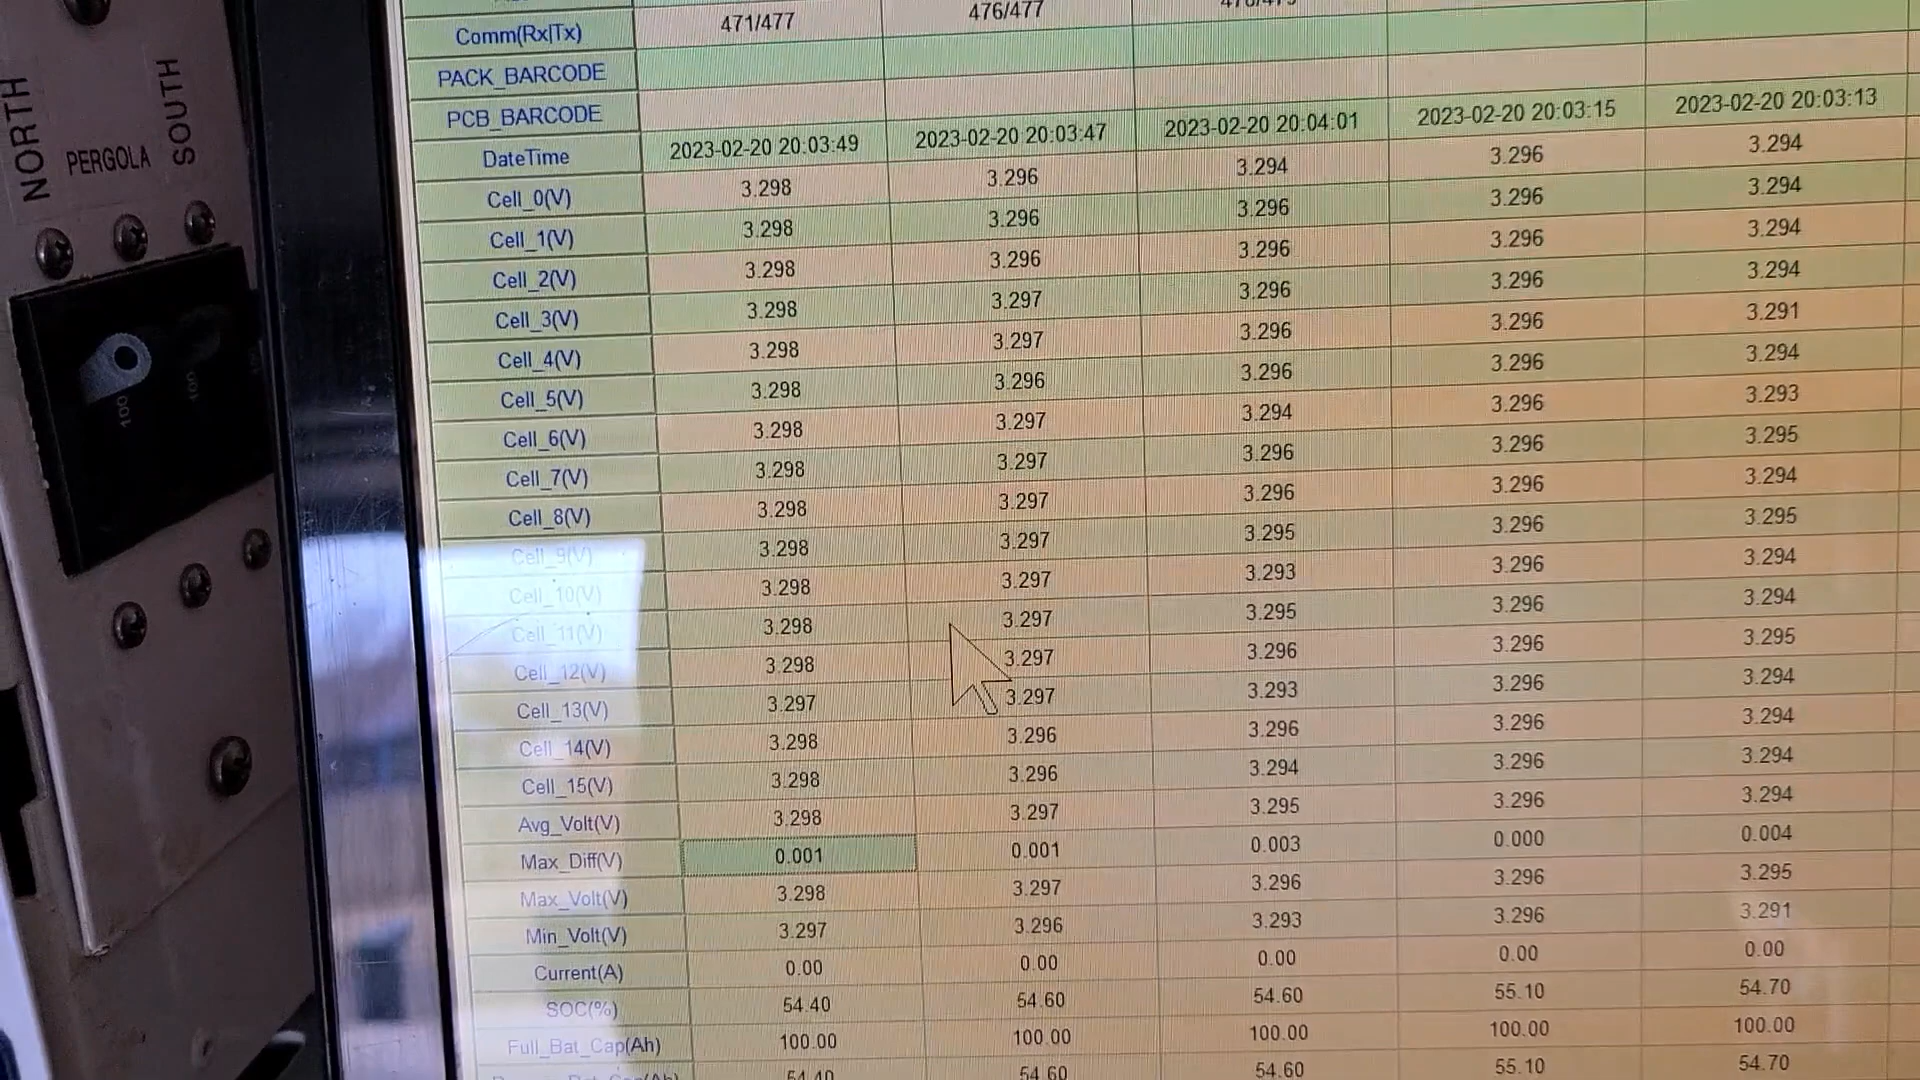 NORTH
PERGOLA
SOUTH
100
100
Comm(Rx|Tx) 471/477 476/477
PACK_BARCODE
PCB_BARCODE
DateTime 2023-02-20 20:03:49 2023-02-20 20:03:47 2023-02-20 20:04:01 2023-02-20 20:03:15 2023-02-20 20:03:13
Cell_0(V) 3.298 3.296 3.294 3.296 3.294
Cell_1(V) 3.298 3.296 3.296 3.296 3.294
Cell_2(V) 3.298 3.296 3.296 3.296 3.294
Cell_3(V) 3.298 3.297 3.296 3.296 3.294
Cell_4(V) 3.298 3.297 3.296 3.296 3.291
Cell_5(V) 3.298 3.296 3.296 3.296 3.294
Cell_6(V) 3.298 3.297 3.294 3.296 3.293
Cell_7(V) 3.298 3.297 3.296 3.296 3.295
Cell_8(V) 3.298 3.297 3.296 3.296 3.294
Cell_9(V) 3.298 3.297 3.295 3.296 3.295
Cell_10(V) 3.298 3.297 3.293 3.296 3.294
Cell_11(V) 3.298 3.297 3.295 3.296 3.294
Cell_12(V) 3.298 3.297 3.296 3.296 3.295
Cell_13(V) 3.297 3.297 3.293 3.296 3.294
Cell_14(V) 3.298 3.296 3.296 3.296 3.294
Cell_15(V) 3.298 3.296 3.294 3.296 3.294
Avg_Volt(V) 3.298 3.297 3.295 3.296 3.294
Max_Diff(V) 0.001 0.001 0.003 0.000 0.004
Max_Volt(V) 3.298 3.297 3.296 3.296 3.295
Min_Volt(V) 3.297 3.296 3.293 3.296 3.291
Current(A) 0.00 0.00 0.00 0.00 0.00
SOC(%) 54.40 54.60 54.60 55.10 54.70
Full_Bat_Cap(Ah) 100.00 100.00 100.00 100.00 100.00
54.40 54.60 54.60 55.10 54.70